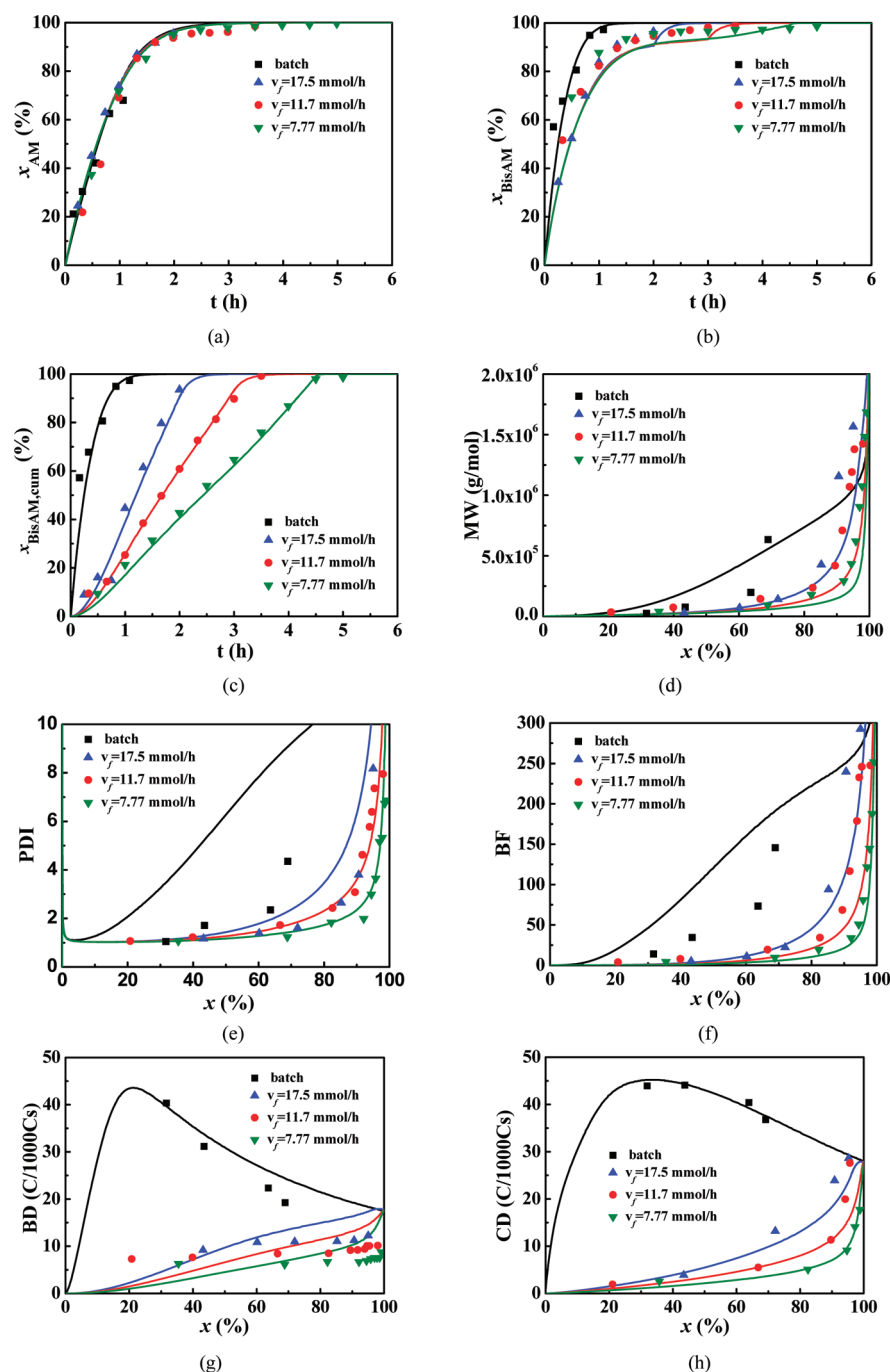 100
80
60
40
20
0
x_AM (%)
batch
v_f=17.5 mmol/h
v_f=11.7 mmol/h
v_f=7.77 mmol/h
0 1 2 3 4 5 6
t (h)
(a)
100
80
60
40
20
0
x_BisAM (%)
batch
v_f=17.5 mmol/h
v_f=11.7 mmol/h
v_f=7.77 mmol/h
0 1 2 3 4 5 6
t (h)
(b)
100
80
60
40
20
0
x_BisAM,cum (%)
batch
v_f=17.5 mmol/h
v_f=11.7 mmol/h
v_f=7.77 mmol/h
0 1 2 3 4 5 6
t (h)
(c)
2.0x10^6
1.5x10^6
1.0x10^6
5.0x10^5
0.0
MW (g/mol)
batch
v_f=17.5 mmol/h
v_f=11.7 mmol/h
v_f=7.77 mmol/h
0 20 40 60 80 100
x (%)
(d)
10
8
6
4
2
0
PDI
batch
v_f=17.5 mmol/h
v_f=11.7 mmol/h
v_f=7.77 mmol/h
0 20 40 60 80 100
x (%)
(e)
300
250
200
150
100
50
0
BF
batch
v_f=17.5 mmol/h
v_f=11.7 mmol/h
v_f=7.77 mmol/h
0 20 40 60 80 100
x (%)
(f)
50
40
30
20
10
0
BD (C/1000Cs)
batch
v_f=17.5 mmol/h
v_f=11.7 mmol/h
v_f=7.77 mmol/h
0 20 40 60 80 100
x (%)
(g)
50
40
30
20
10
0
CD (C/1000Cs)
batch
v_f=17.5 mmol/h
v_f=11.7 mmol/h
v_f=7.77 mmol/h
0 20 40 60 80 100
x (%)
(h)